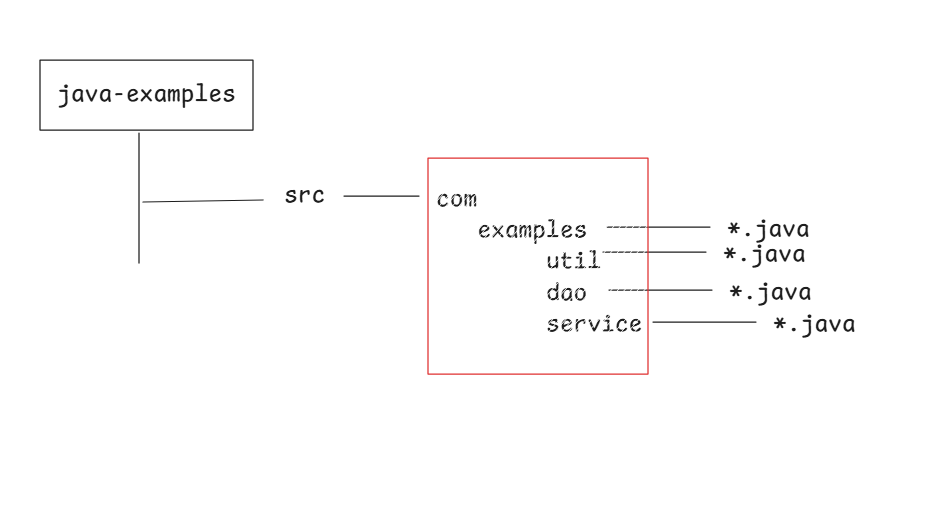 java-examples
src
com
examples *.java
util *.java
dao *.java
service *.java